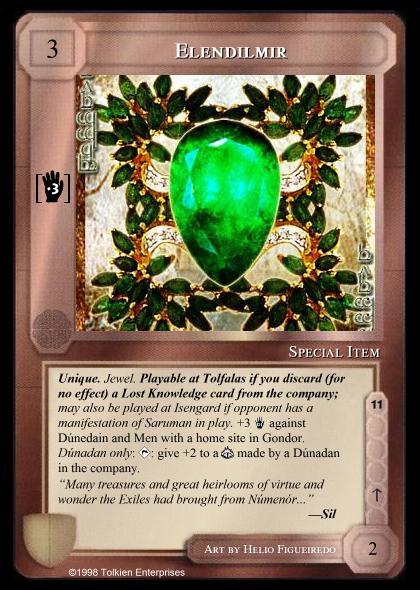 3
ELENDILMIR
[3]
SPECIAL ITEM
Unique. Jewel. Playable at Tolfalas if you discard (for
no effect) a Lost Knowledge card from the company;
may also be played at Isengard if opponent has a
manifestation of Saruman in play. +3 against
Dúnedain and Men with a home site in Gondor.
Dúnadan only: : give +2 to a made by a Dúnadan
in the company.
“Many treasures and great heirlooms of virtue and
wonder the Exiles had brought from Númenór...”
—Sil
11
↑
ART BY HELIO FIGUEIREDO
2
©1998 Tolkien Enterprises